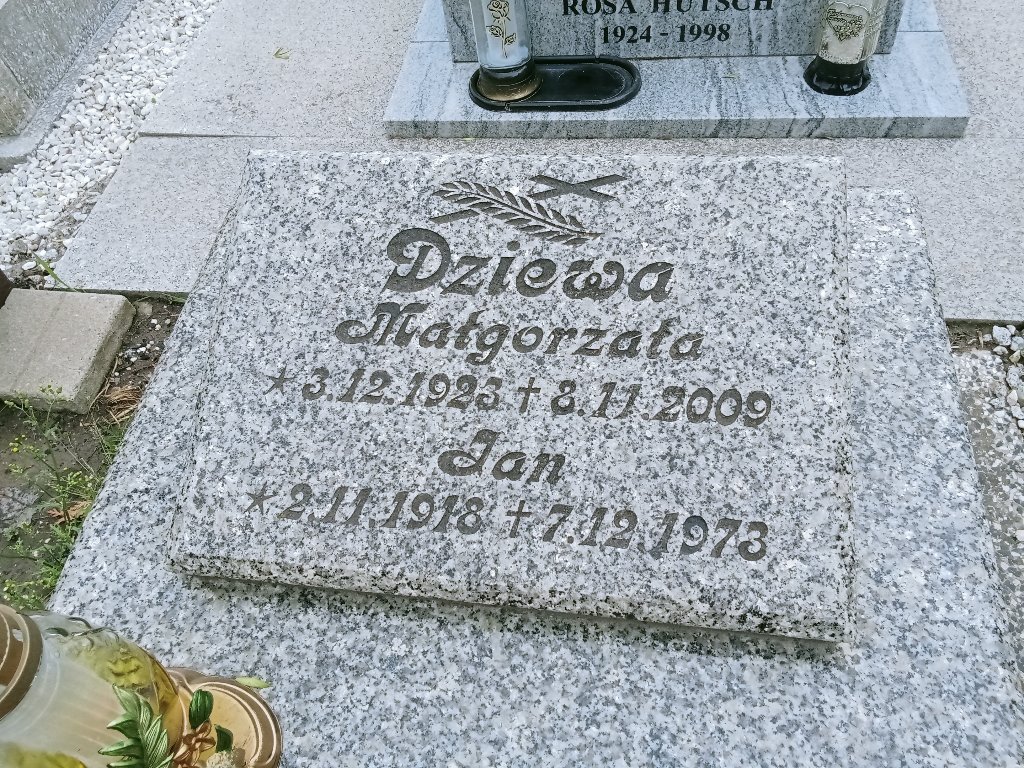 ROSA HUTSCH
1924 - 1998
Dziewa
Małgorzata
* 3.12.1923 † 8.11.2009
Jan
* 2.11.1918 † 7.12.1973